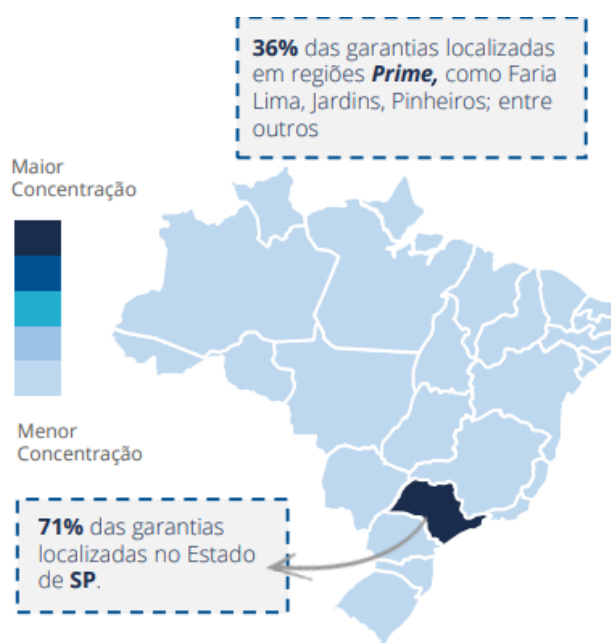 36% das garantias localizadas
em regiões Prime, como Faria
Lima, Jardins, Pinheiros; entre
outros
Maior
Concentração
Menor
Concentração
71% das garantias
localizadas no Estado
de SP.